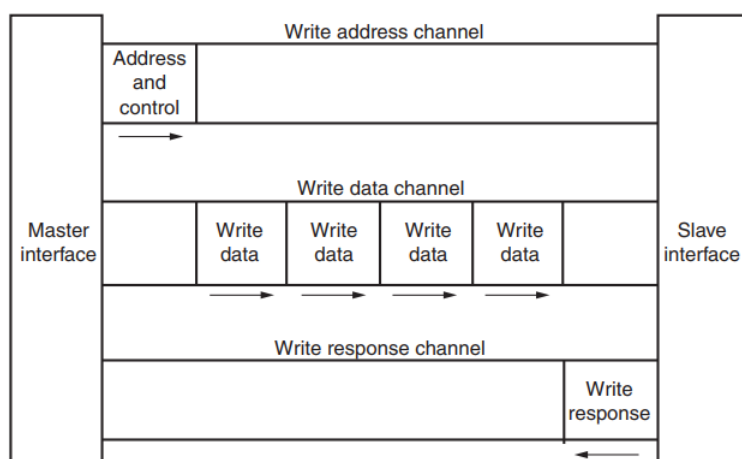 Write address channel
Address
and
control
Write data channel
Master
interface
Write
data
Write
data
Write
data
Write
data
Slave
interface
Write response channel
Write
response